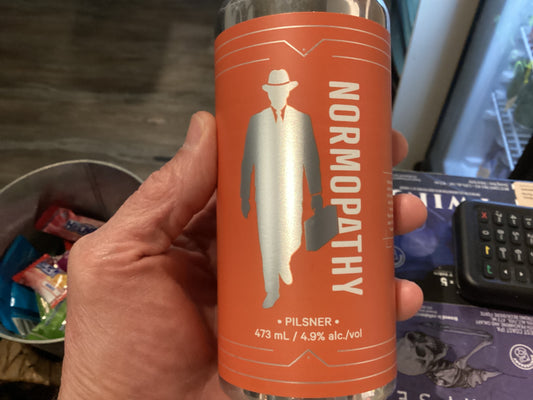 NORMOPATHY
• PILSNER •
473 mL / 4.9% alc./vol